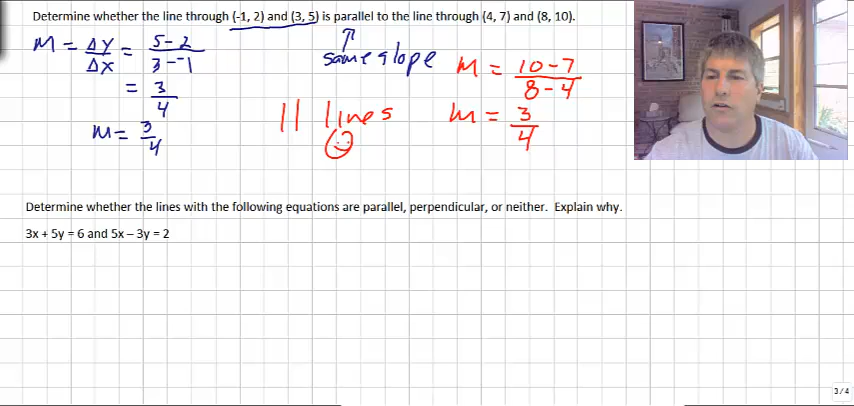 Determine whether the line through (-1, 2) and (3, 5) is parallel to the line through (4, 7) and (8, 10).
M = ΔY/ΔX = 5-2/3--1
= 3/4
m = 3/4
same slope
|| lines
M = 10-7/8-4
m = 3/4
Determine whether the lines with the following equations are parallel, perpendicular, or neither. Explain why.
3x + 5y = 6 and 5x – 3y = 2
3 / 4